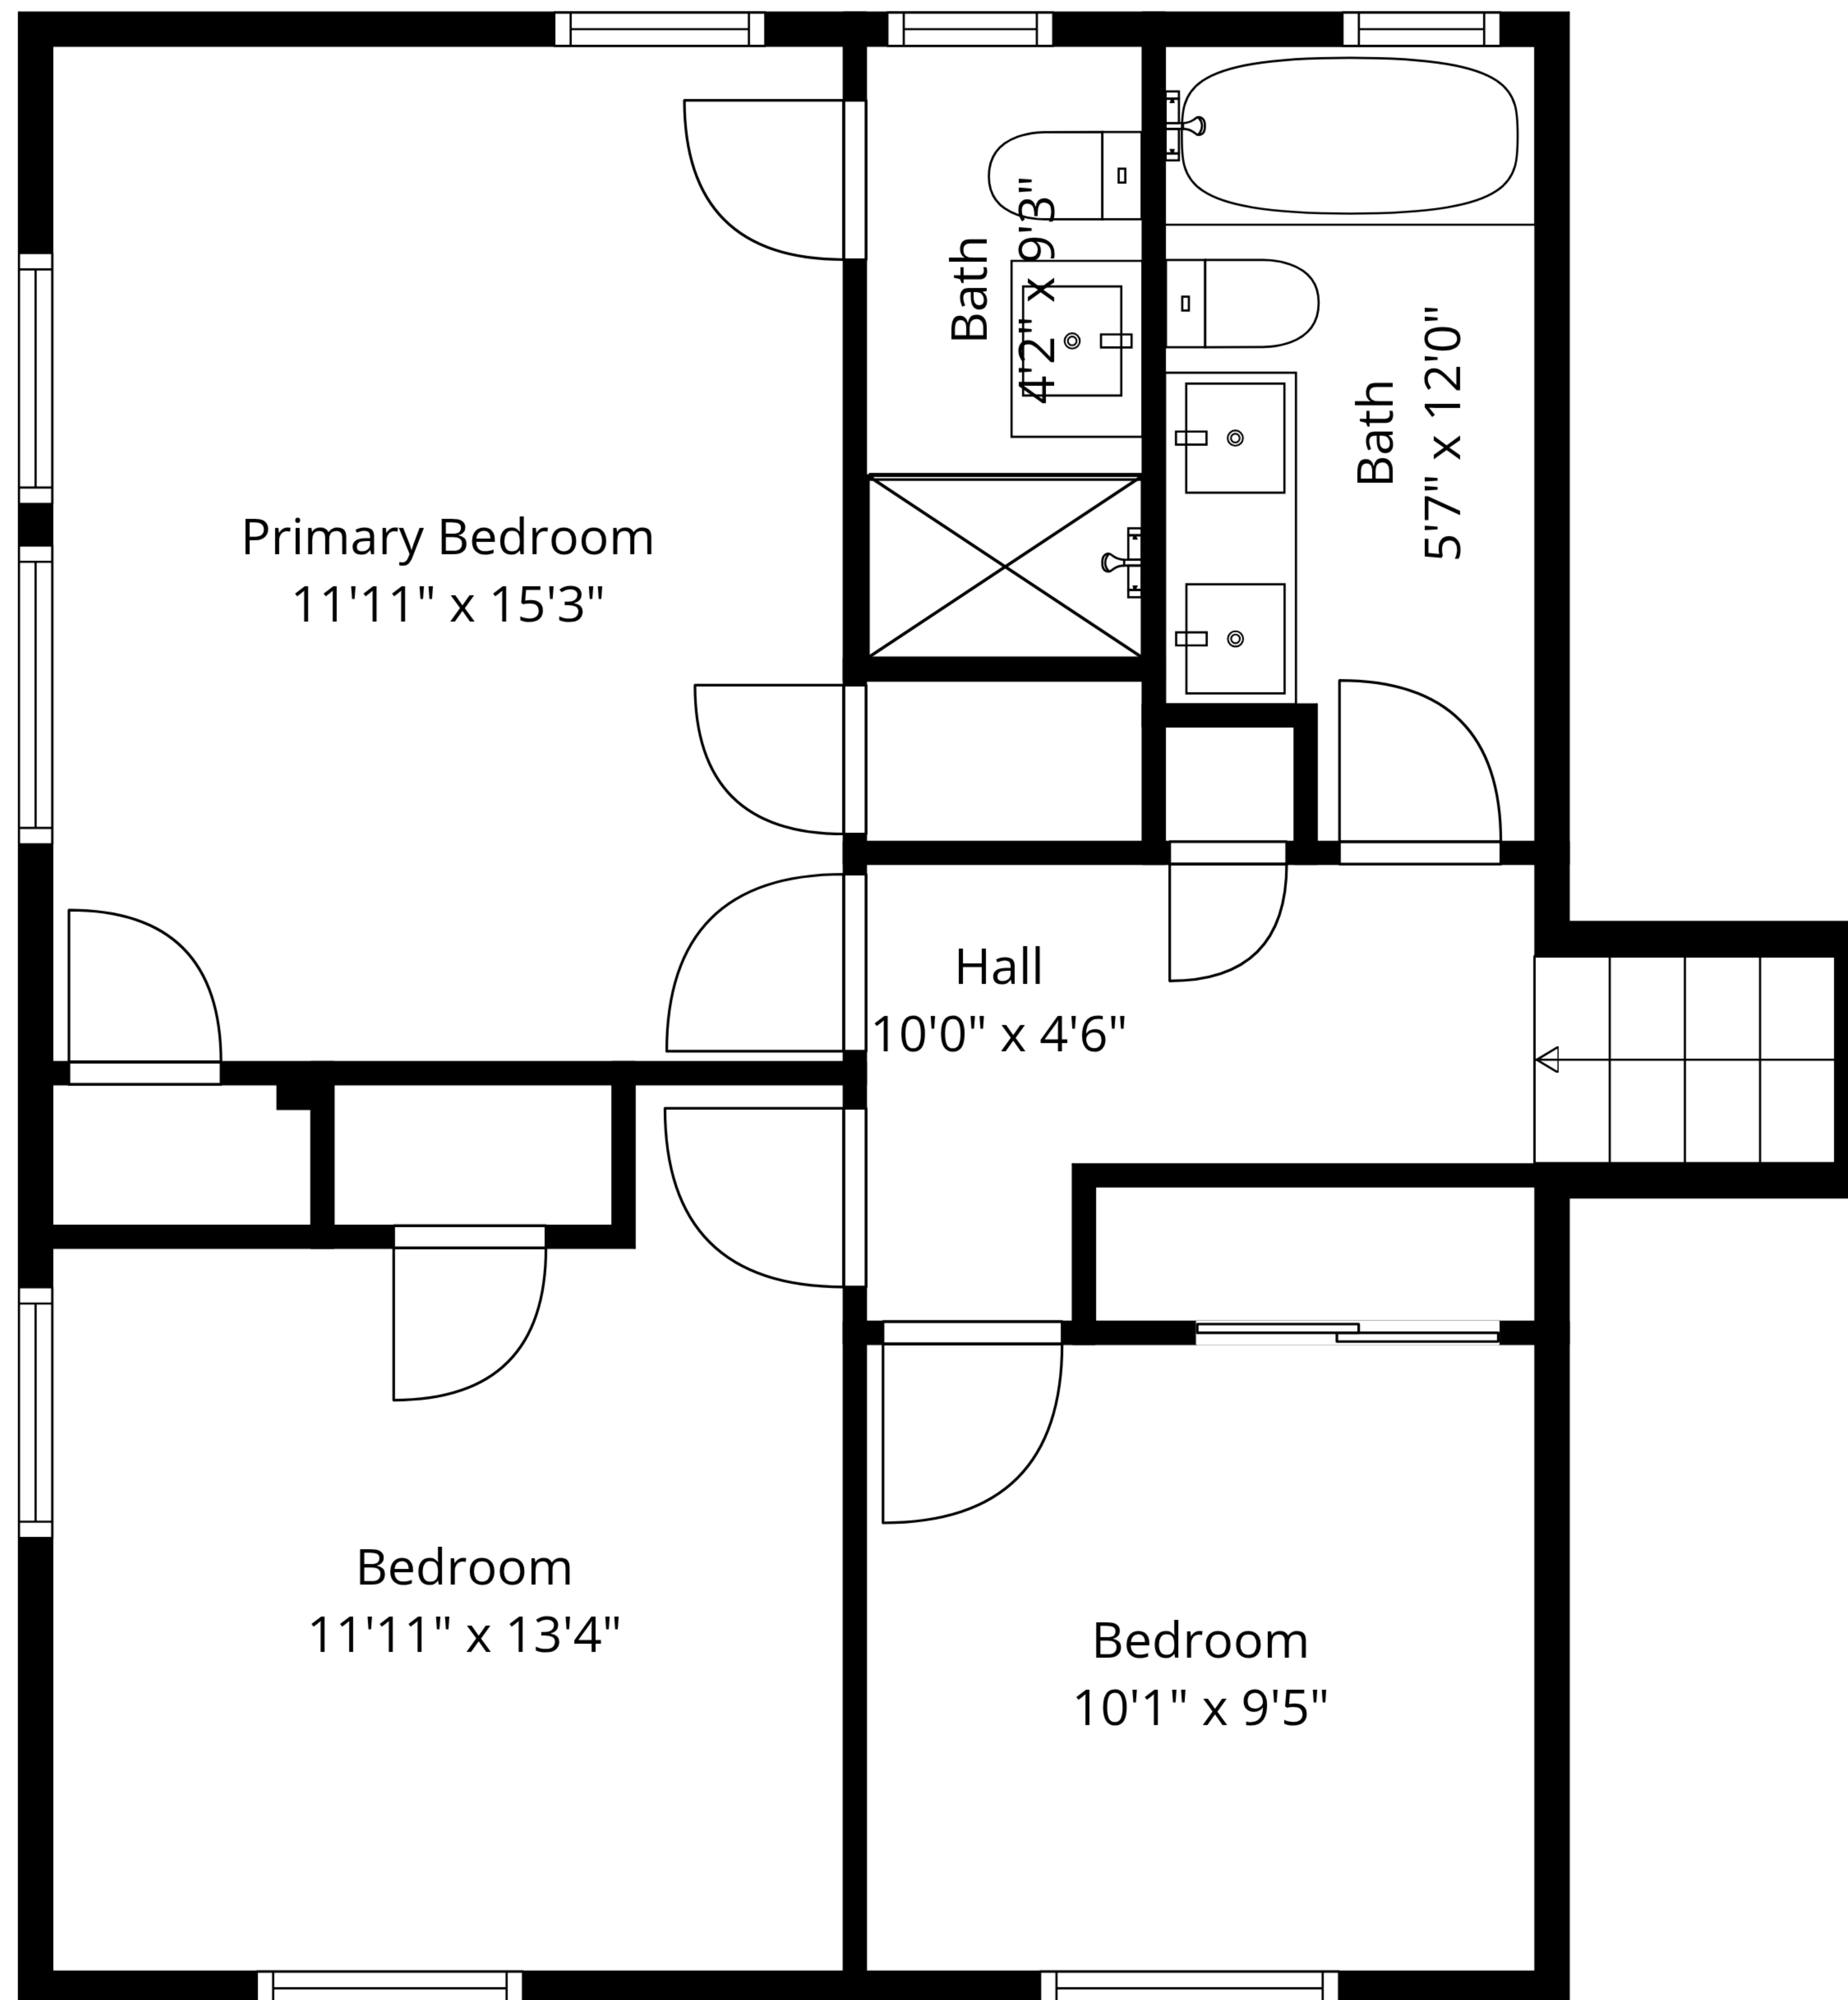 Bath
4'2" x 9'3"
Bath
5'7" x 12'0"
Primary Bedroom
11'11" x 15'3"
Hall
10'0" x 4'6"
Bedroom
11'11" x 13'4"
Bedroom
10'1" x 9'5"